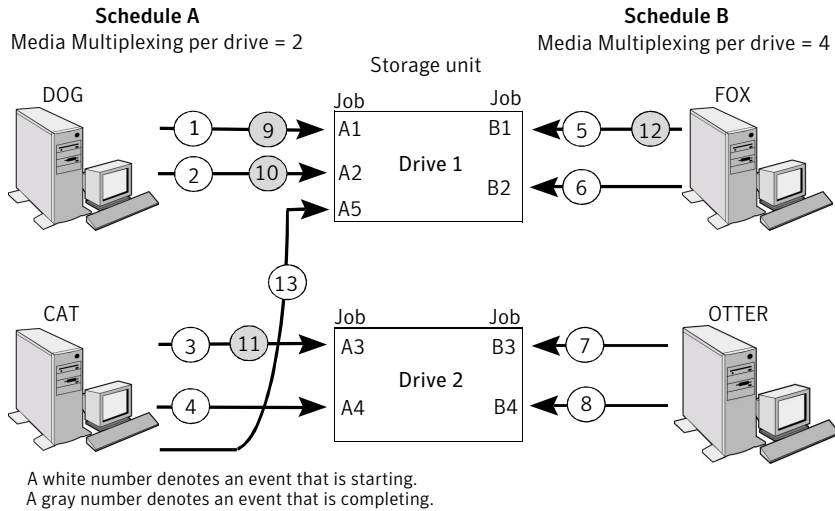 Schedule A
Media Multiplexing per drive = 2
Schedule B
Media Multiplexing per drive = 4
Storage unit
DOG
FOX
Job
Job
1
9
A1
B1
5
12
Drive 1
2
10
A2
B2
6
A5
13
CAT
OTTER
Job
Job
3
11
A3
B3
7
Drive 2
4
A4
B4
8
A white number denotes an event that is starting.
A gray number denotes an event that is completing.